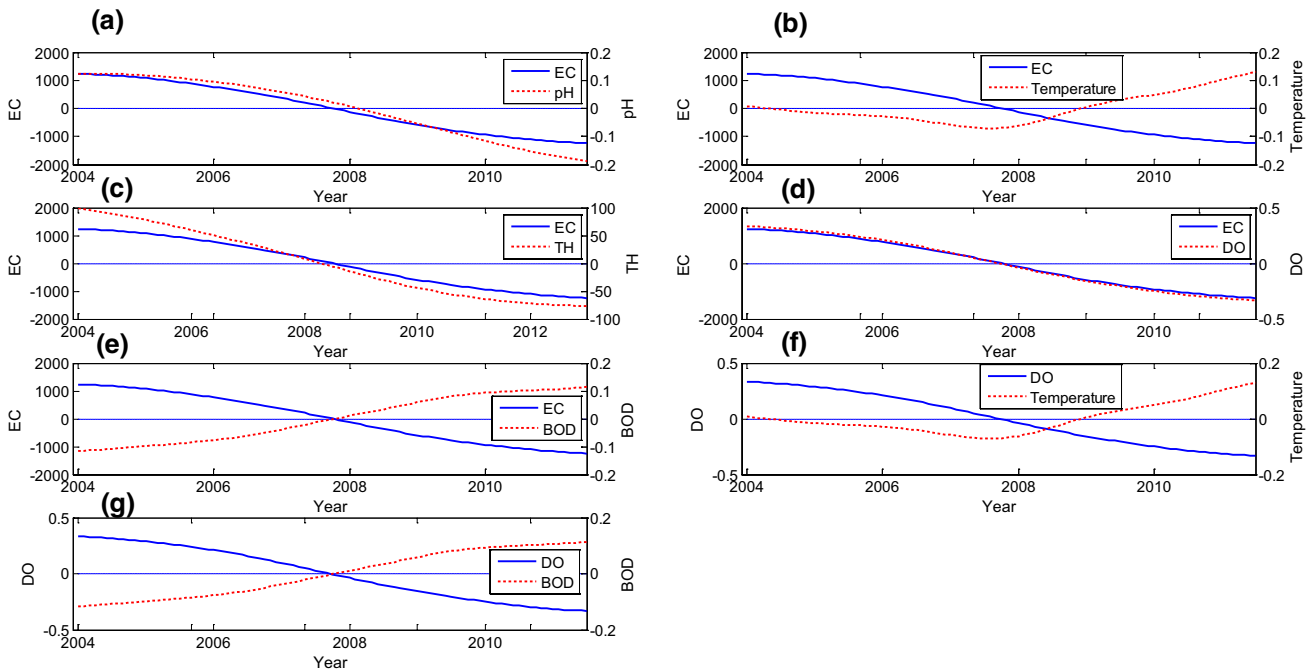 (a)
2000
1000
0
-1000
-2000
EC
0.2
0.1
0
-0.1
-0.2
pH
EC
pH
2004
2006
2008
2010
Year
(b)
2000
1000
0
-1000
-2000
EC
0.2
0.1
0
-0.1
-0.2
Temperature
EC
Temperature
2004
2006
2008
2010
Year
(c)
2000
1000
0
-1000
-2000
EC
100
50
0
-50
-100
TH
EC
TH
2004
2006
2008
2010
2012
Year
(d)
2000
0
-2000
EC
0.5
0
-0.5
DO
EC
DO
2004
2006
2008
2010
Year
(e)
2000
1000
0
-1000
2000
EC
0.2
0.1
0
-0.1
-0.2
BOD
EC
BOD
2004
2006
2008
2010
Year
(f)
0.5
0
-0.5
DO
0.2
0
-0.2
Temperature
DO
Temperature
2004
2006
2008
2010
Year
(g)
0.5
0
-0.5
DO
0.2
0
-0.2
BOD
DO
BOD
2004
2006
2008
2010
Year